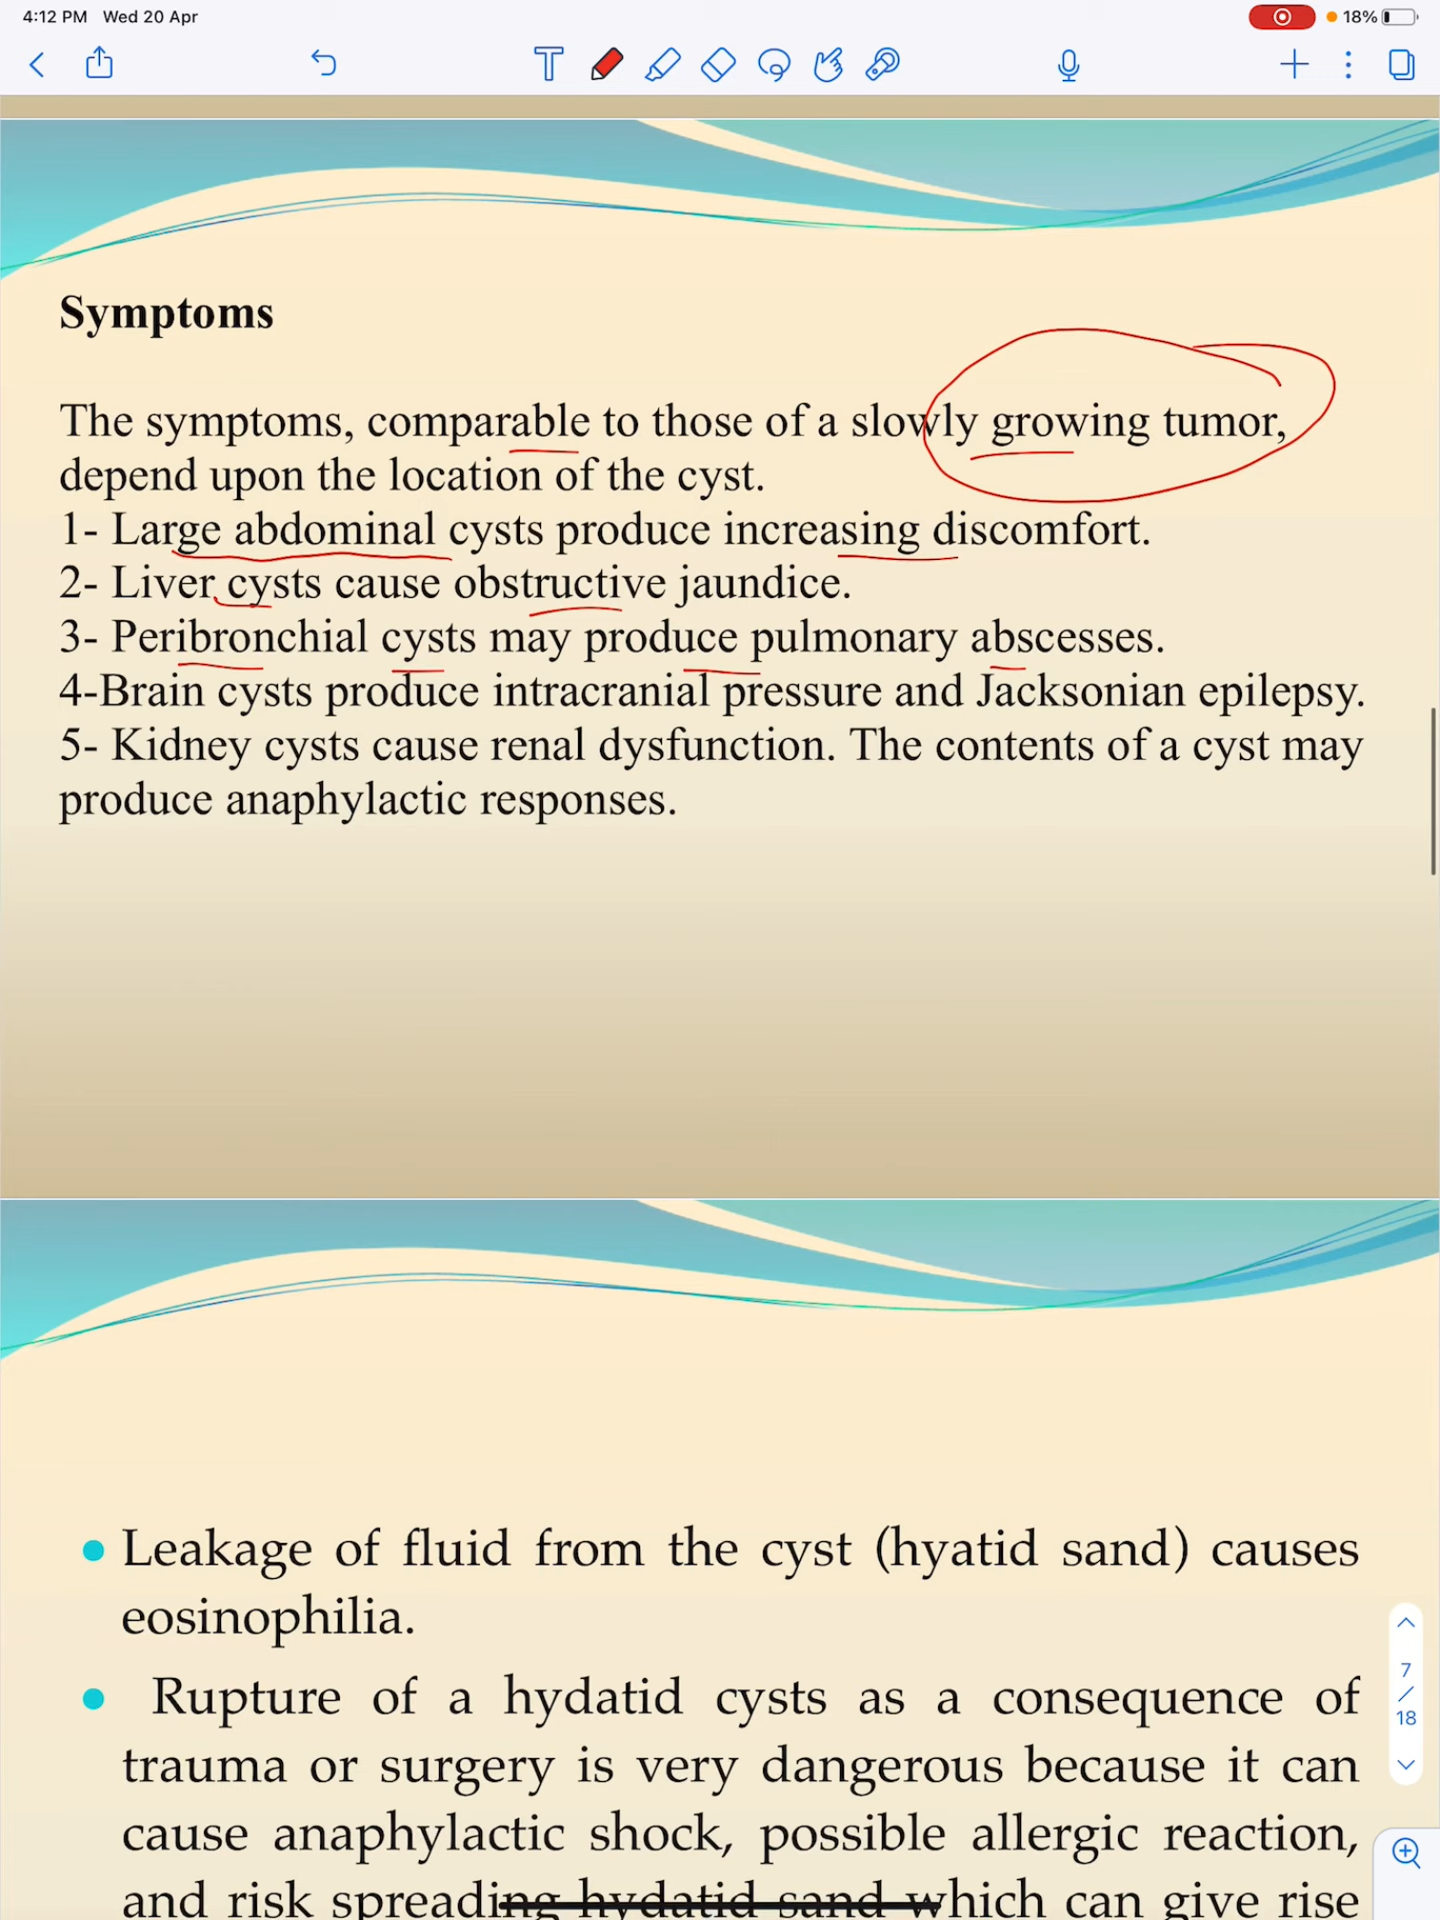 4:12 PM Wed 20 Apr
18%
Symptoms
The symptoms, comparable to those of a slowly growing tumor,
depend upon the location of the cyst.
1- Large abdominal cysts produce increasing discomfort.
2- Liver cysts cause obstructive jaundice.
3- Peribronchial cysts may produce pulmonary abscesses.
4-Brain cysts produce intracranial pressure and Jacksonian epilepsy.
5- Kidney cysts cause renal dysfunction. The contents of a cyst may
produce anaphylactic responses.
• Leakage of fluid from the cyst (hyatid sand) causes
eosinophilia.
• Rupture of a hydatid cysts as a consequence of
trauma or surgery is very dangerous because it can
cause anaphylactic shock, possible allergic reaction,
and risk spreading hydatid sand which can give rise
7
/
18